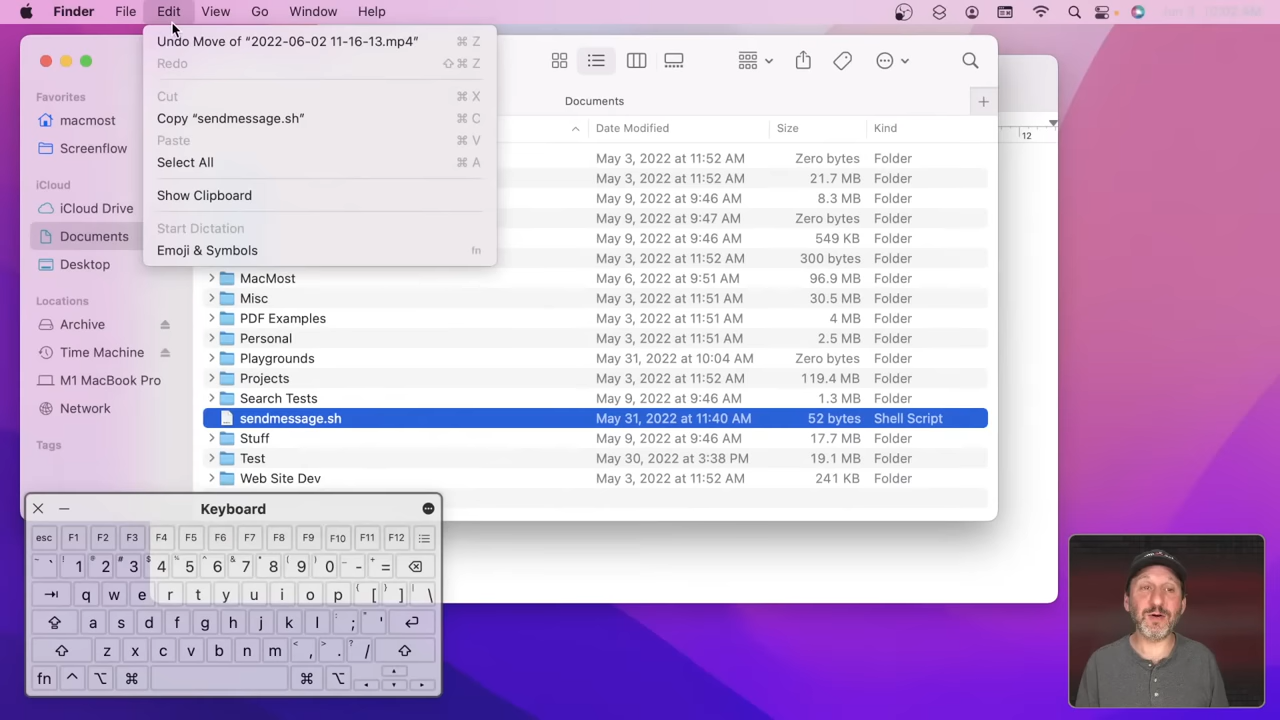 Finder File Edit View Go Window Help
Undo Move of “2022-06-02 11-16-13.mp4” ⌘ Z
Redo ⇧⌘ Z
Cut ⌘ X
Copy “sendmessage.sh” ⌘ C
Paste ⌘ V
Select All ⌘ A
Show Clipboard
Start Dictation
Emoji & Symbols fn
Favorites
macmost
Screenflow
iCloud
iCloud Drive
Documents
Desktop
Locations
Archive
Time Machine
M1 MacBook Pro
Network
Tags
Documents
12
Date Modified Size Kind
May 3, 2022 at 11:52 AM Zero bytes Folder
May 3, 2022 at 11:52 AM 21.7 MB Folder
May 9, 2022 at 9:46 AM 8.3 MB Folder
May 9, 2022 at 9:47 AM Zero bytes Folder
May 9, 2022 at 9:46 AM 549 KB Folder
May 3, 2022 at 11:52 AM 300 bytes Folder
MacMost May 6, 2022 at 9:51 AM 96.9 MB Folder
Misc May 3, 2022 at 11:51 AM 30.5 MB Folder
PDF Examples May 3, 2022 at 11:51 AM 4 MB Folder
Personal May 3, 2022 at 11:51 AM 2.5 MB Folder
Playgrounds May 31, 2022 at 10:04 AM Zero bytes Folder
Projects May 3, 2022 at 11:52 AM 119.4 MB Folder
Search Tests May 9, 2022 at 9:46 AM 1.3 MB Folder
sendmessage.sh May 31, 2022 at 11:40 AM 52 bytes Shell Script
Stuff May 9, 2022 at 9:46 AM 17.7 MB Folder
Test May 30, 2022 at 3:38 PM 19.1 MB Folder
Web Site Dev May 3, 2022 at 11:52 AM 241 KB Folder
Keyboard
esc F1 F2 F3 F4 F5 F6 F7 F8 F9 F10 F11 F12
~ ` ! 1 @ 2 # 3 $ 4 % 5 ^ 6 & 7 * 8 ( 9 ) 0 _ - + =
q w e r t y u i o p { [ } ] | \
a s d f g h j k l : ; " '
z x c v b n m < , > . ? /
fn ^ ⌥ ⌘ ⌘ ⌥